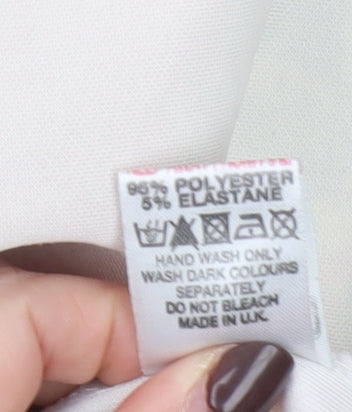 95% POLYESTER
5% ELASTANE
HAND WASH ONLY
WASH DARK COLOURS
SEPARATELY
DO NOT BLEACH
MADE IN U.K.